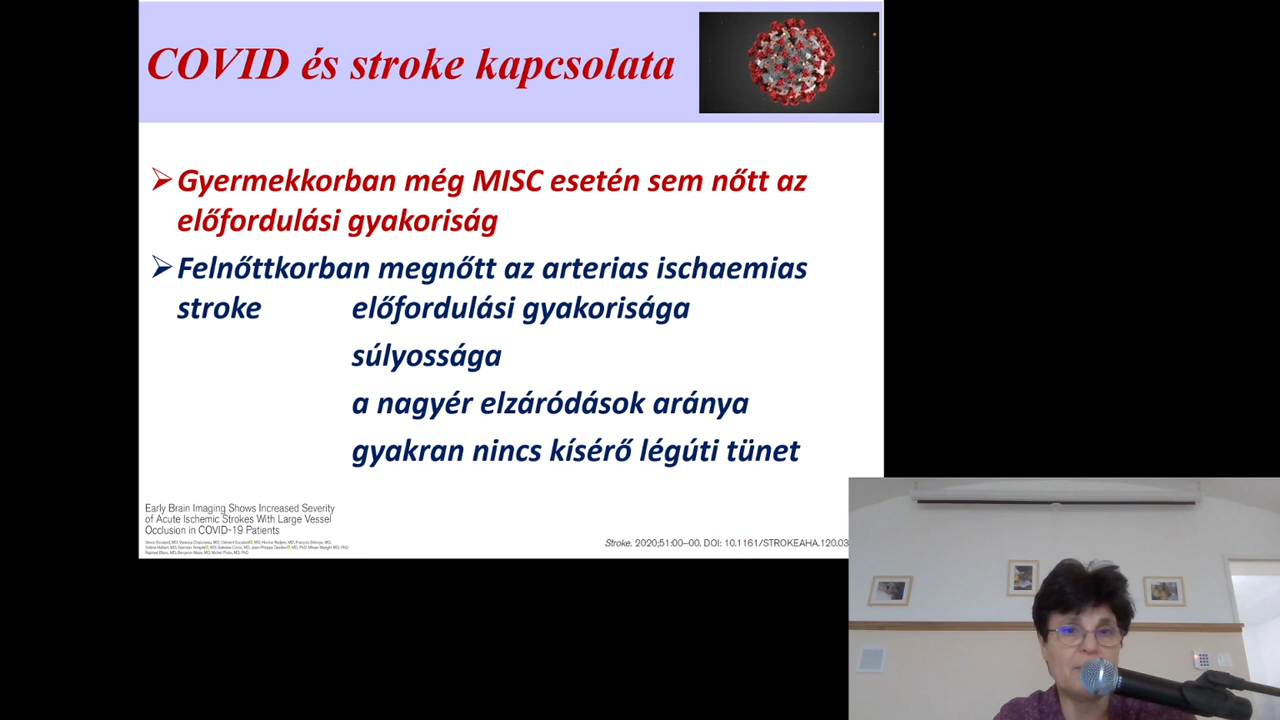 COVID és stroke kapcsolata
Gyermekkorban még MISC esetén sem nőtt az
előfordulási gyakoriság
Felnőttkorban megnőtt az arterias ischaemias
stroke előfordulási gyakorisága
súlyossága
a nagyér elzáródások aránya
gyakran nincs kísérő légúti tünet
Early Brain Imaging Shows Increased Severity
of Acute Ischemic Strokes With Large Vessel
Occlusion in COVID-19 Patients
Stroke. 2020;51:00–00. DOI: 10.1161/STROKEAHA.120.03